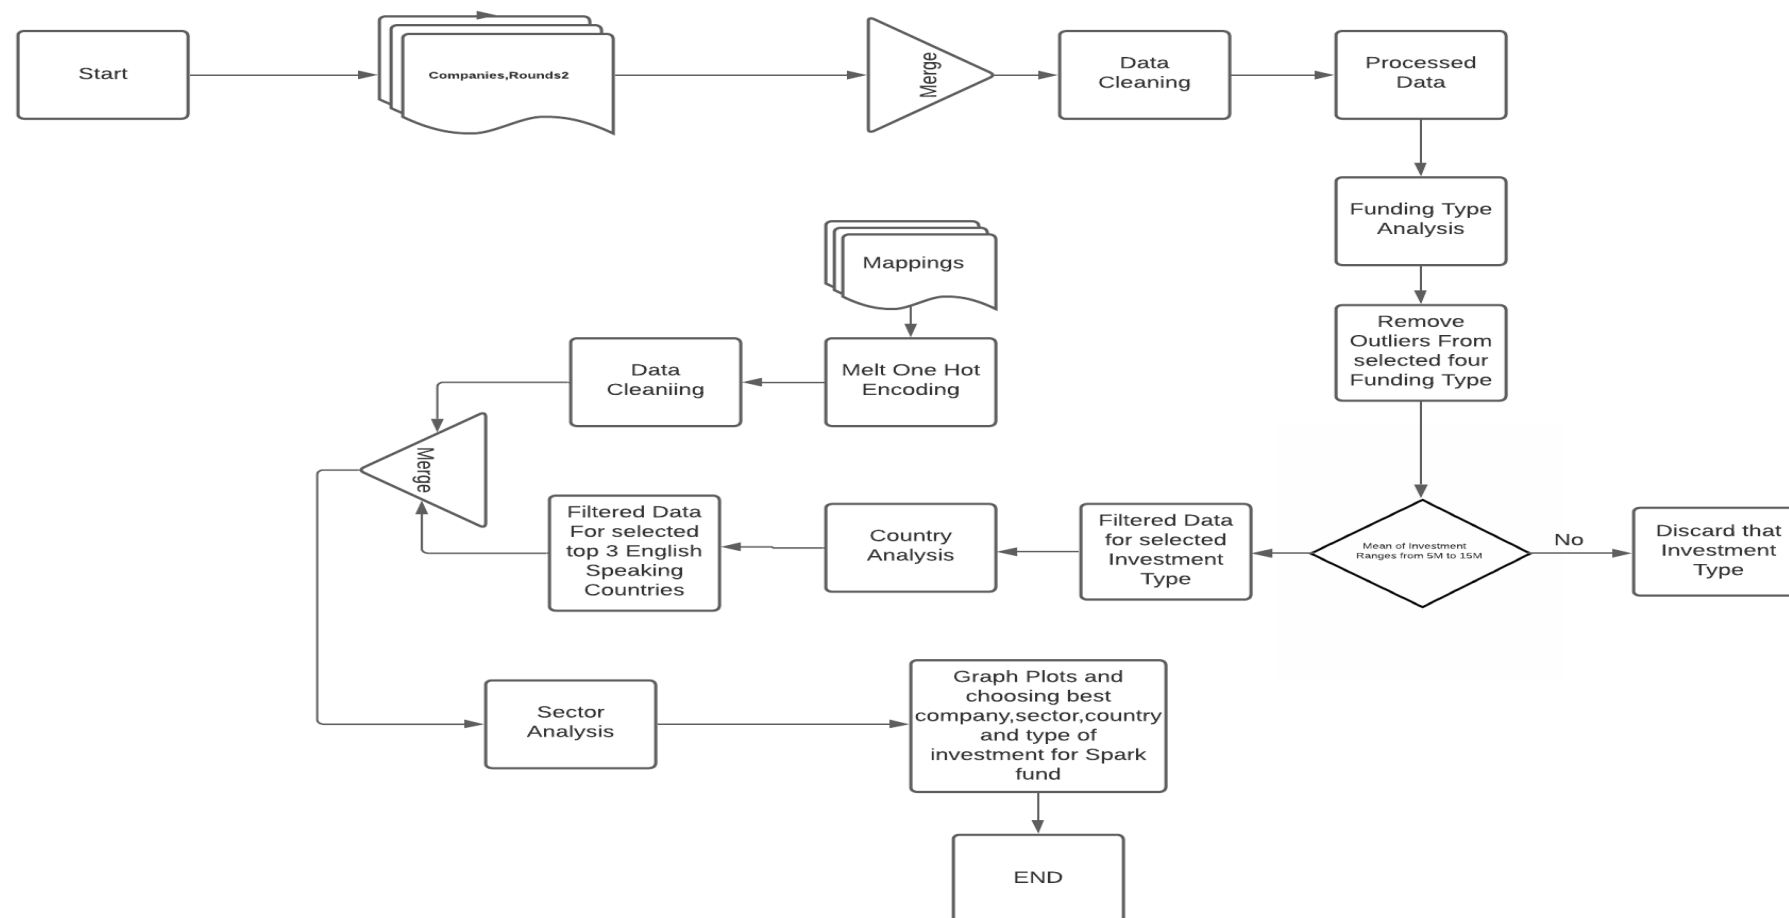 Start
Companies,Rounds2
Merge
Data
Cleaning
Processed
Data
Funding Type
Analysis
Mappings
Remove
Outliers From
selected four
Funding Type
Data
Cleaniing
Melt One Hot
Encoding
Merge
Filtered Data
For selected
top 3 English
Speaking
Countries
Country
Analysis
Filtered Data
for selected
Investment
Type
Mean of Investment
Ranges from 5M to 15M
No
Discard that
Investment
Type
Sector
Analysis
Graph Plots and
choosing best
company,sector,country
and type of
investment for Spark
fund
END